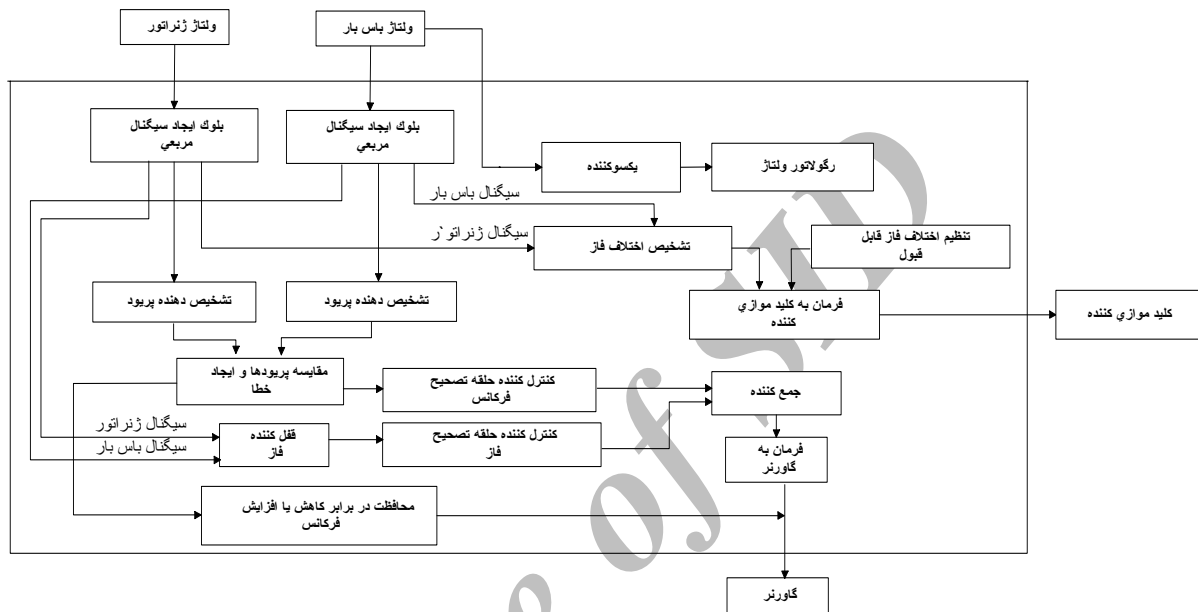 ولتاژ ژنراتور
ولتاژ باس بار
بلوك ايجاد سيگنال
مربعي
بلوك ايجاد سيگنال
مربعي
يكسوكننده
رگولاتور ولتاژ
سيگنال باس بار
سيگنال ژنراتو`ر
تشخيص اختلاف فاز
تنظيم اختلاف فاز قابل
قبول
تشخيص دهنده پريود
تشخيص دهنده پريود
فرمان به كليد موازي
كننده
كليد موازي كننده
مقايسه پريودها و ايجاد
خطا
كنترل كننده حلقه تصحيح
فركانس
جمع كننده
سيگنال ژنراتور
سيگنال باس بار
قفل كننده
فاز
كنترل كننده حلقه تصحيح
فاز
فرمان به
گاورنر
محافظت در برابر كاهش يا افزايش
فركانس
گاورنر
of SID